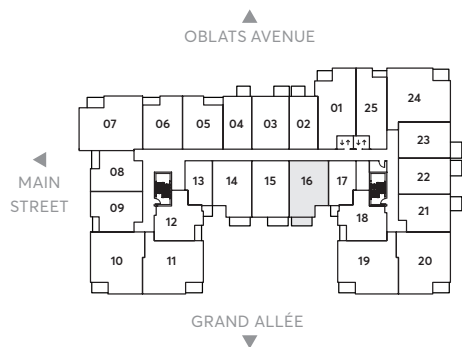 OBLATS AVENUE
01 25 24
07 06 05 04 03 02
23
MAIN
STREET
08 13 14 15 16 17 22
09 12 18 21
10 11 19 20
GRAND ALLÉE